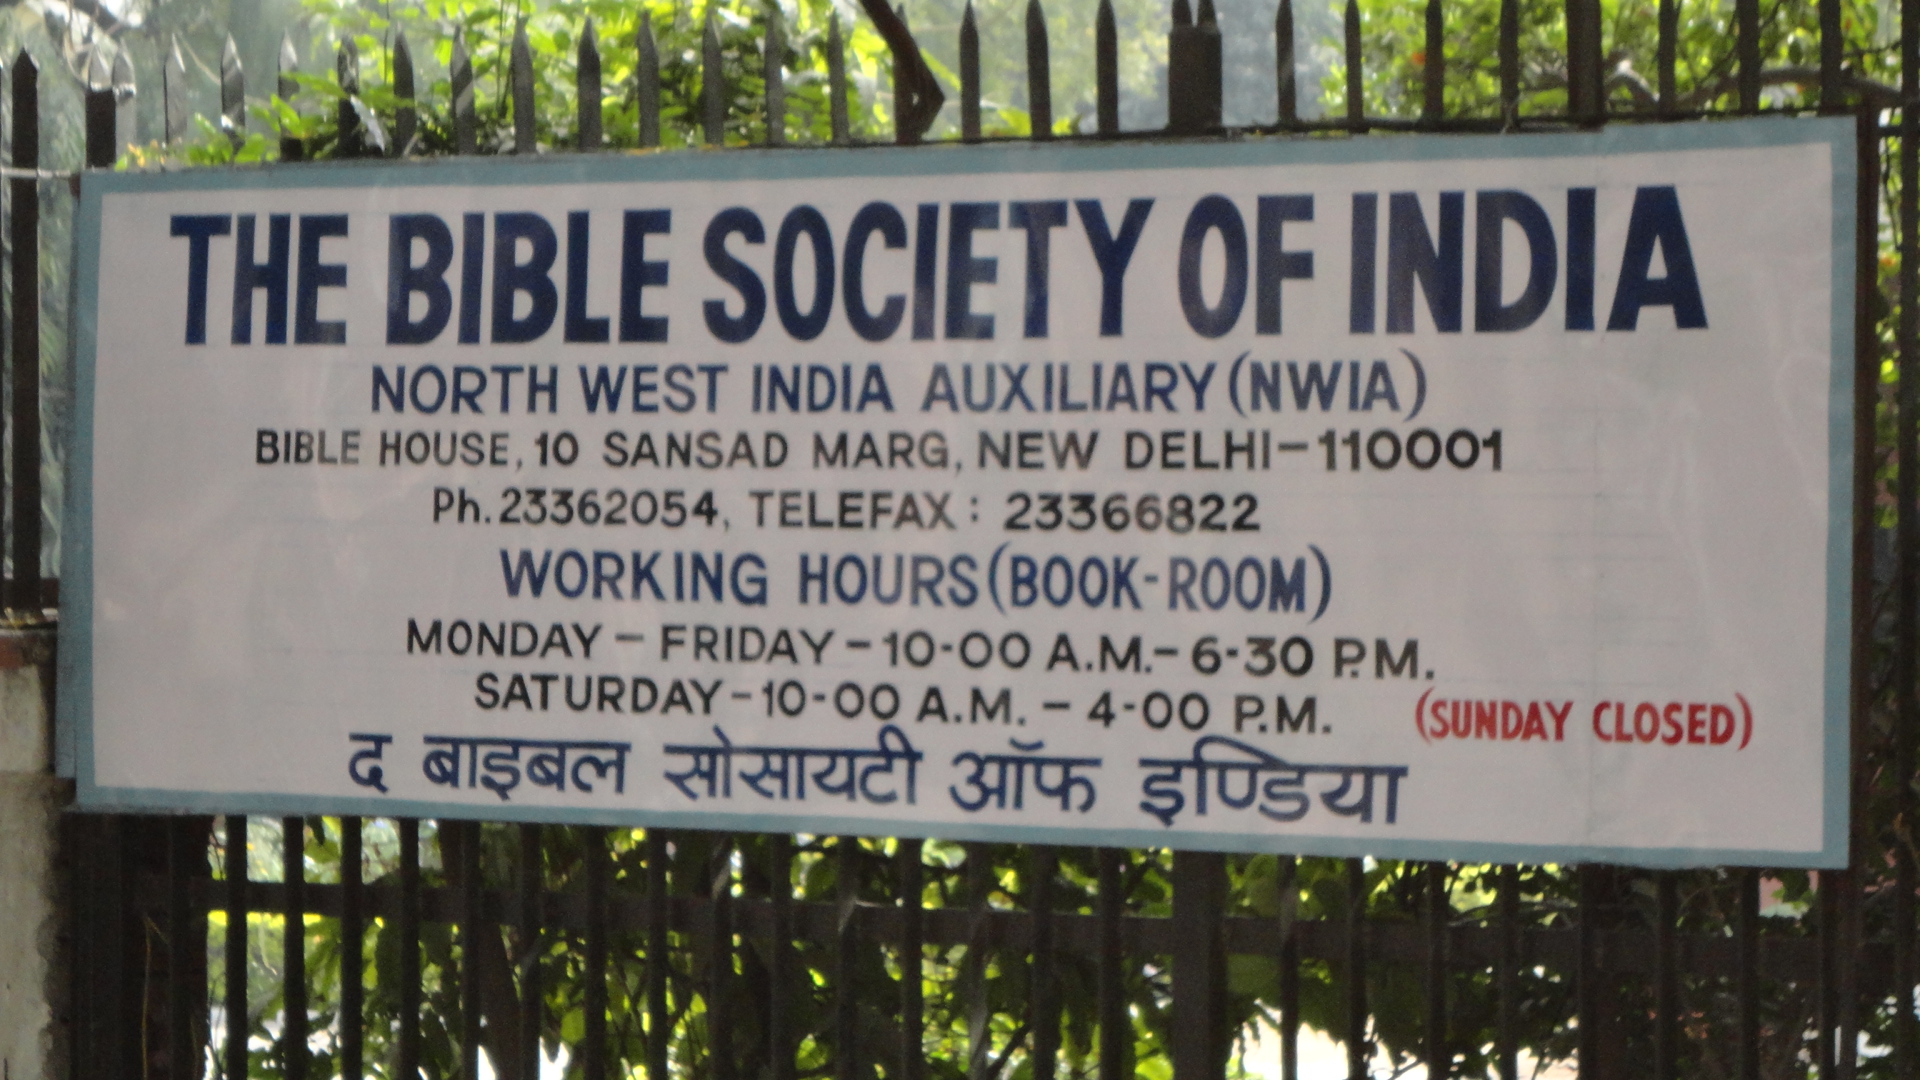 THE BIBLE SOCIETY OF INDIA
NORTH WEST INDIA AUXILIARY (NWIA)
BIBLE HOUSE, 10 SANSAD MARG, NEW DELHI-110001
Ph. 23362054, TELEFAX : 23366822
WORKING HOURS (BOOK-ROOM)
MONDAY - FRIDAY - 10-00 A.M. - 6-30 P.M.
SATURDAY - 10-00 A.M. - 4-00 P.M. (SUNDAY CLOSED)
द बाइबल सोसायटी ऑफ इण्डिया